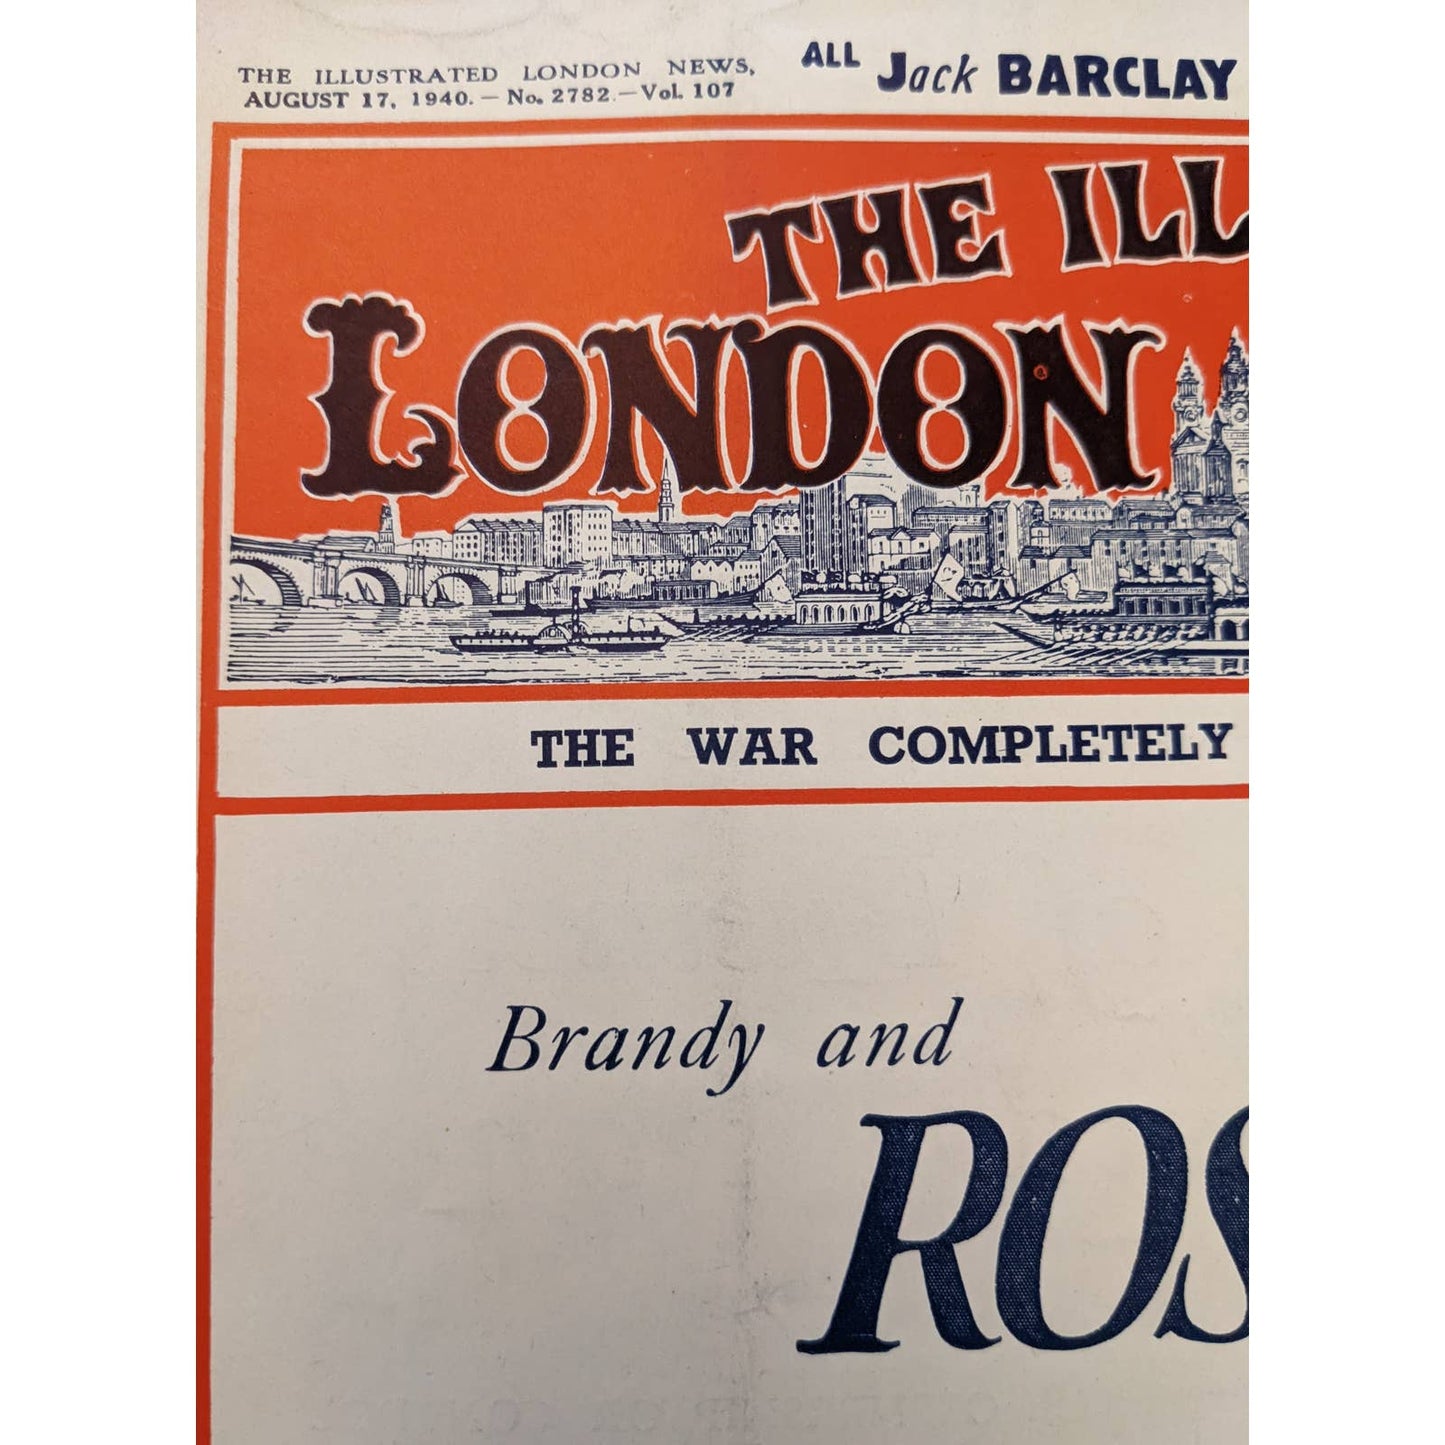 THE ILLUSTRATED LONDON NEWS,
AUGUST 17, 1940. — No. 2782. — Vol. 107
ALL Jack BARCLAY
THE ILL
LONDON
THE WAR COMPLETELY
Brandy and
ROS